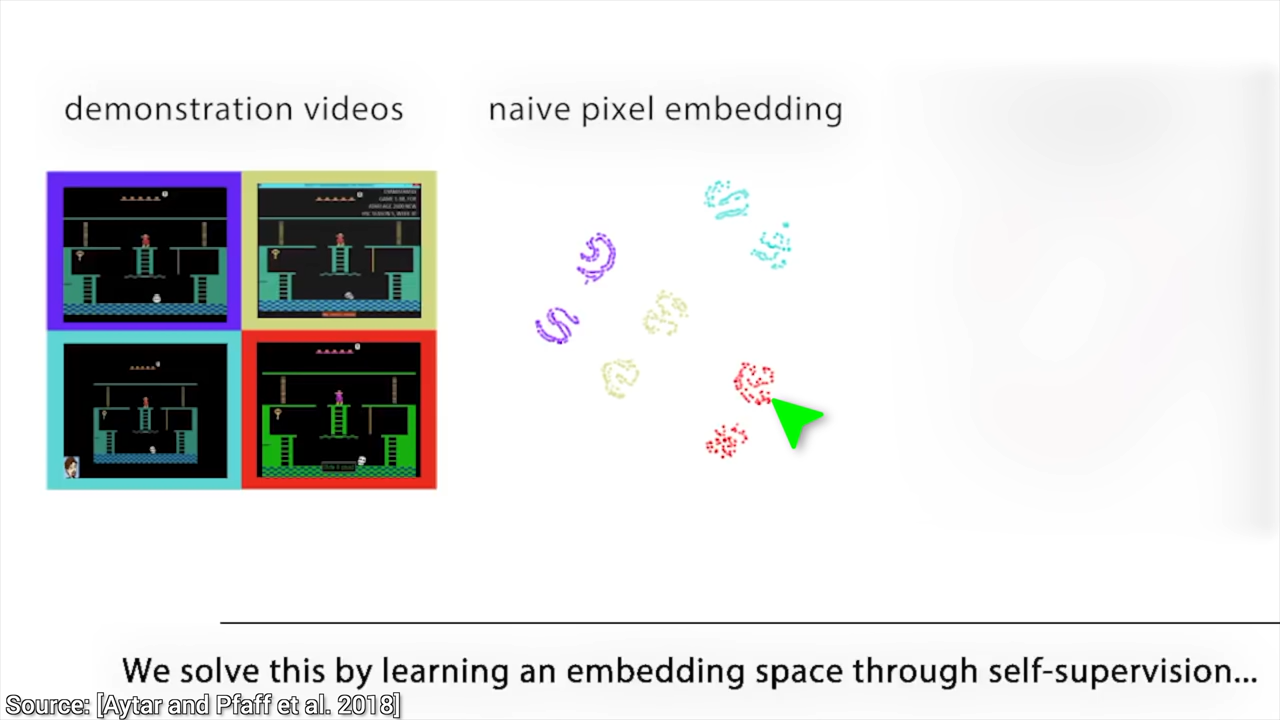 demonstration videos
naive pixel embedding
We solve this by learning an embedding space through self-supervision...
Source: [Aytar and Pfaff et al. 2018]